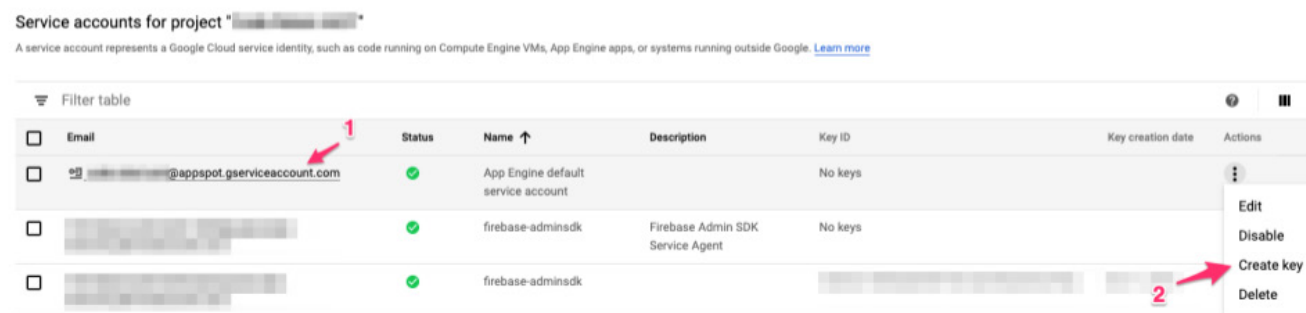 Service accounts for project " "
A service account represents a Google Cloud service identity, such as code running on Compute Engine VMs, App Engine apps, or systems running outside Google. Learn more
Filter table
Email Status Name Description Key ID Key creation date Actions
1
@appspot.gserviceaccount.com App Engine default No keys
service account
Edit
firebase-adminsdk Firebase Admin SDK No keys
Service Agent
Disable
Create key
firebase-adminsdk
2
Delete